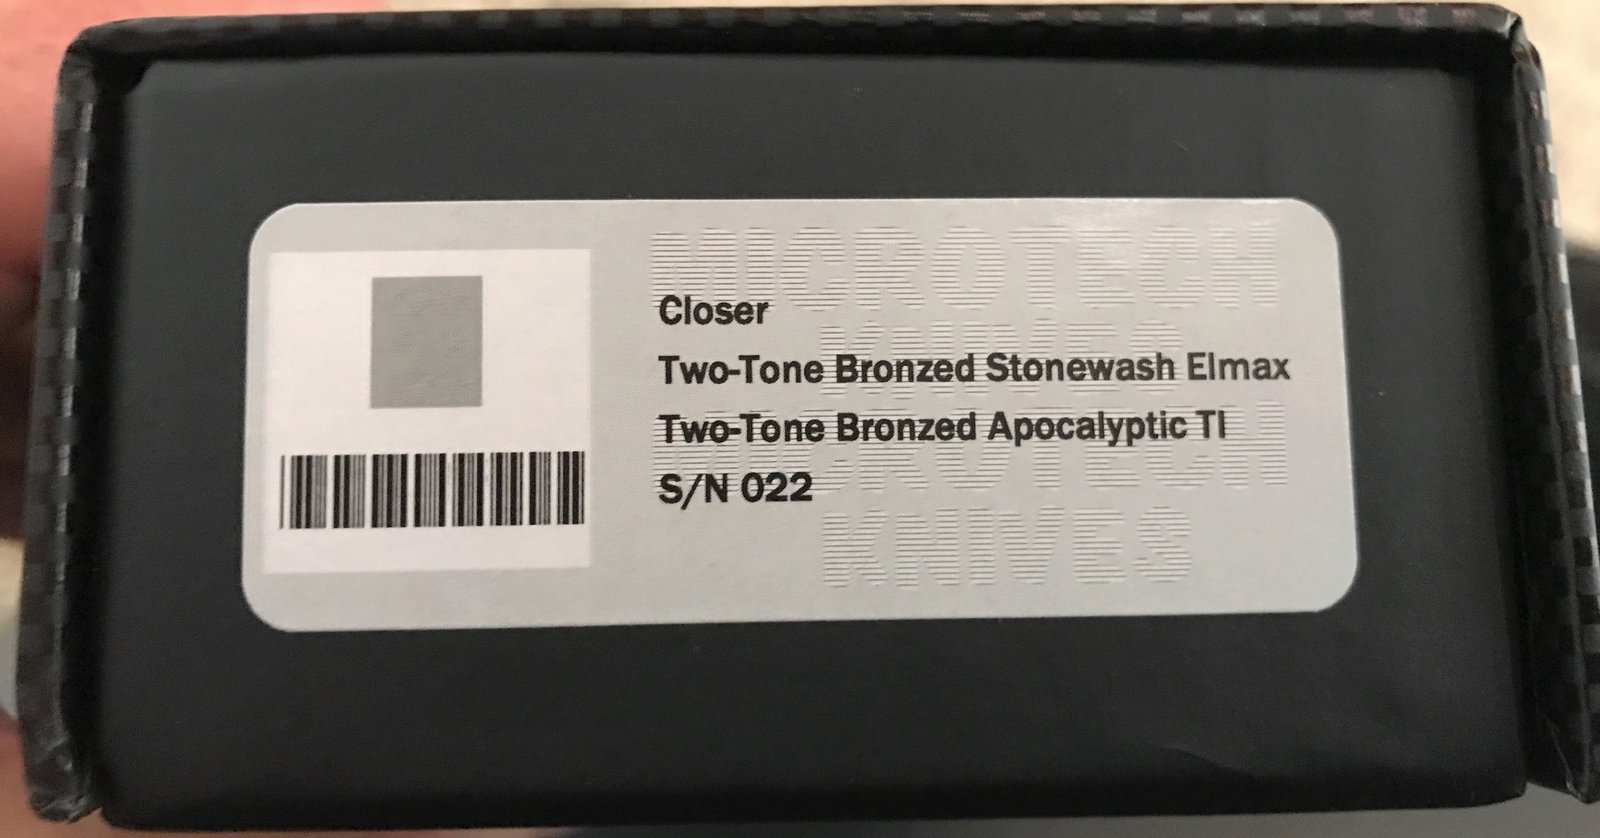 MICROTECH
KNIVES
MICROTECH
KNIVES
Closer
Two-Tone Bronzed Stonewash Elmax
Two-Tone Bronzed Apocalyptic TI
S/N 022